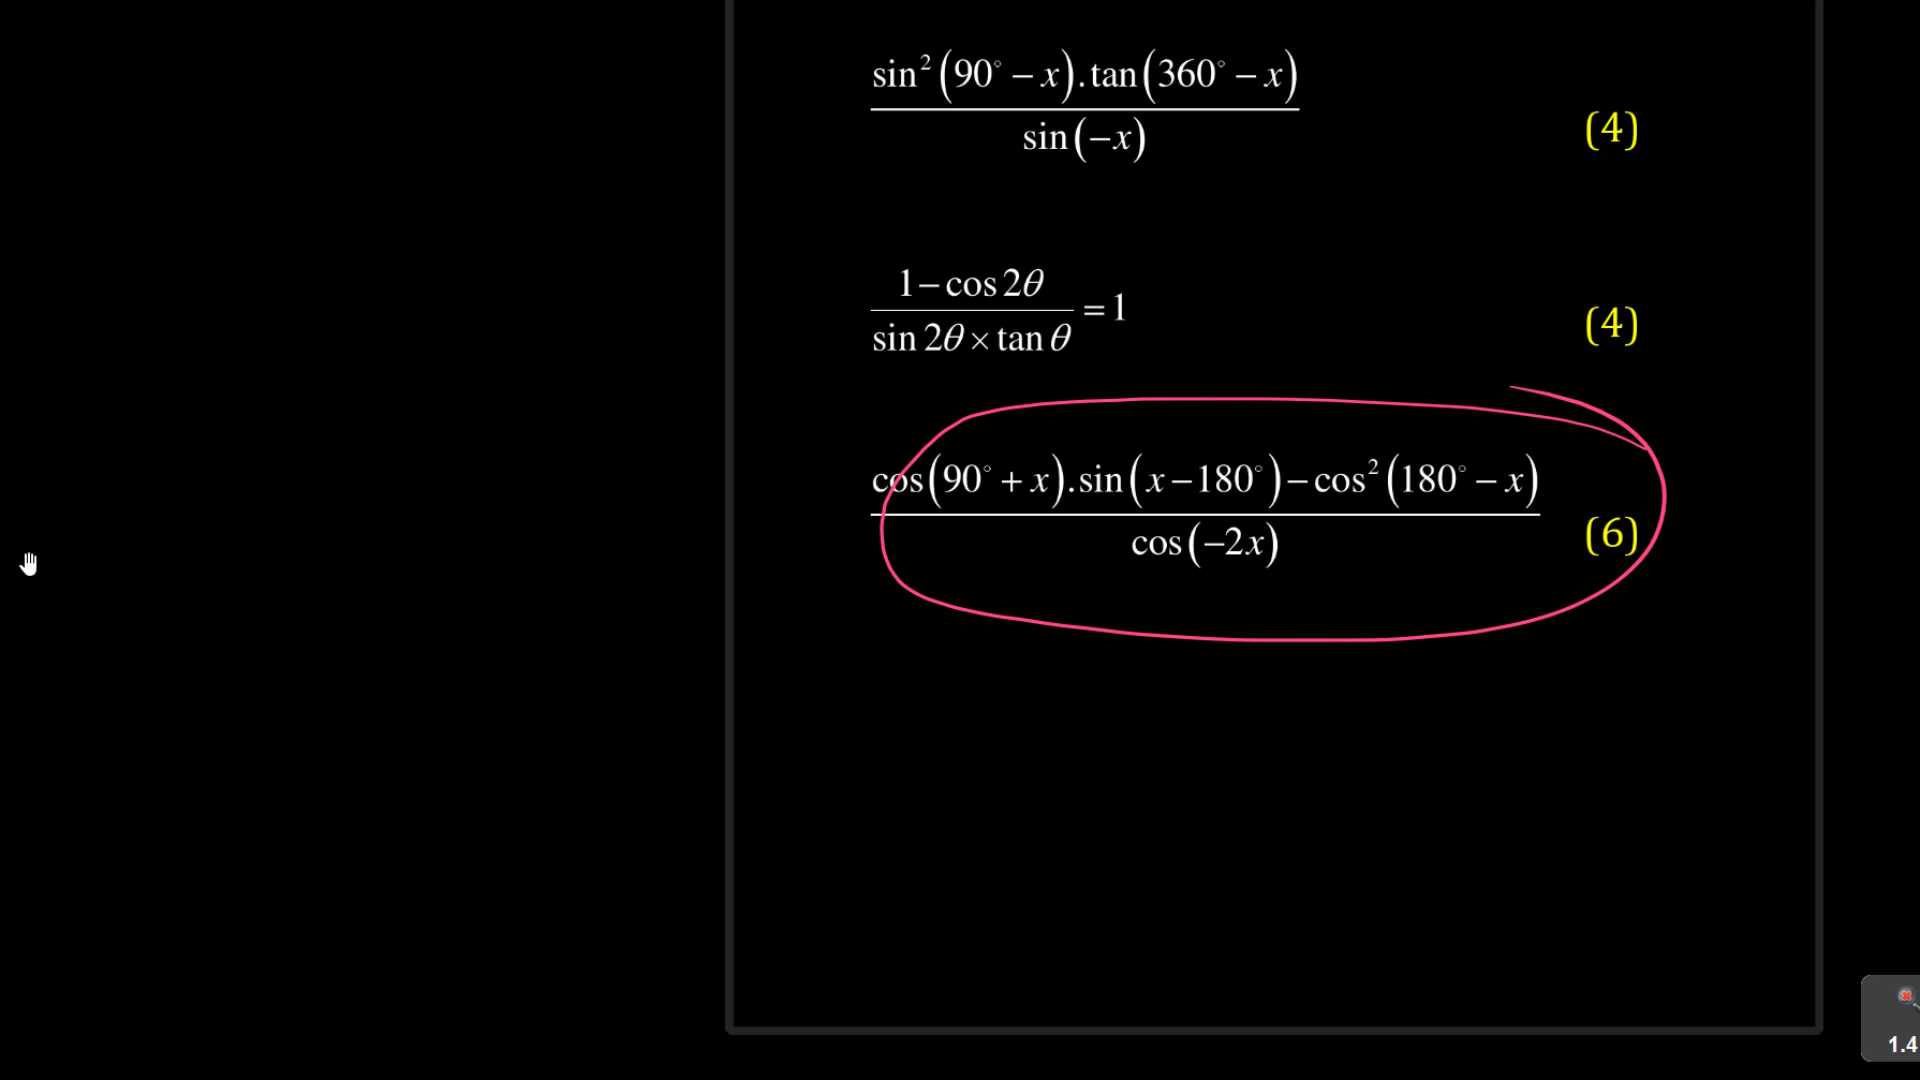 sin²(90° − x).tan(360° − x)
sin(−x)
(4)
1 − cos 2θ
sin 2θ × tan θ
= 1
(4)
cos(90° + x).sin(x − 180°) − cos²(180° − x)
cos(−2x)
(6)
1.4